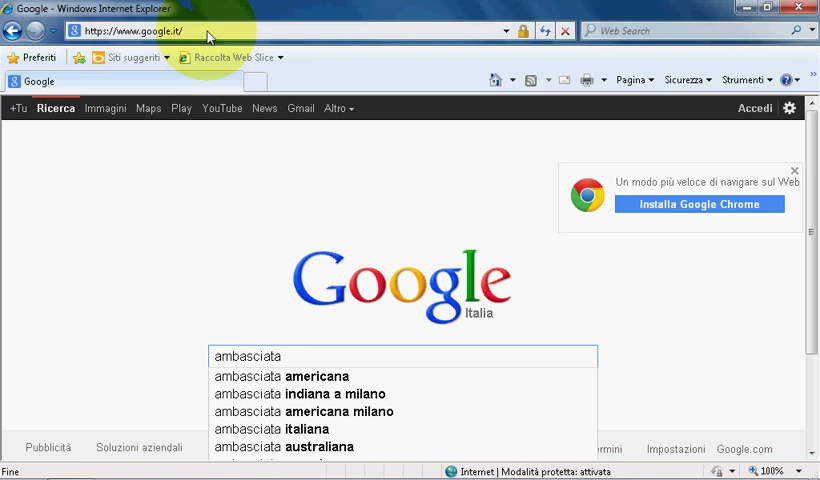 Google - Windows Internet Explorer
https://www.google.it/
Web Search
Preferiti
Siti suggeriti
Raccolta Web Slice
Google
Pagina
Sicurezza
Strumenti
+Tu Ricerca Immagini Maps Play YouTube News Gmail Altro
Accedi
Un modo più veloce di navigare sul Web
Installa Google Chrome
Google
Italia
ambasciata
ambasciata americana
ambasciata indiana a milano
ambasciata americana milano
ambasciata italiana
ambasciata australiana
Pubblicità Soluzioni aziendali
Impostazioni Google.com
Fine
Internet | Modalità protetta: attivata
100%